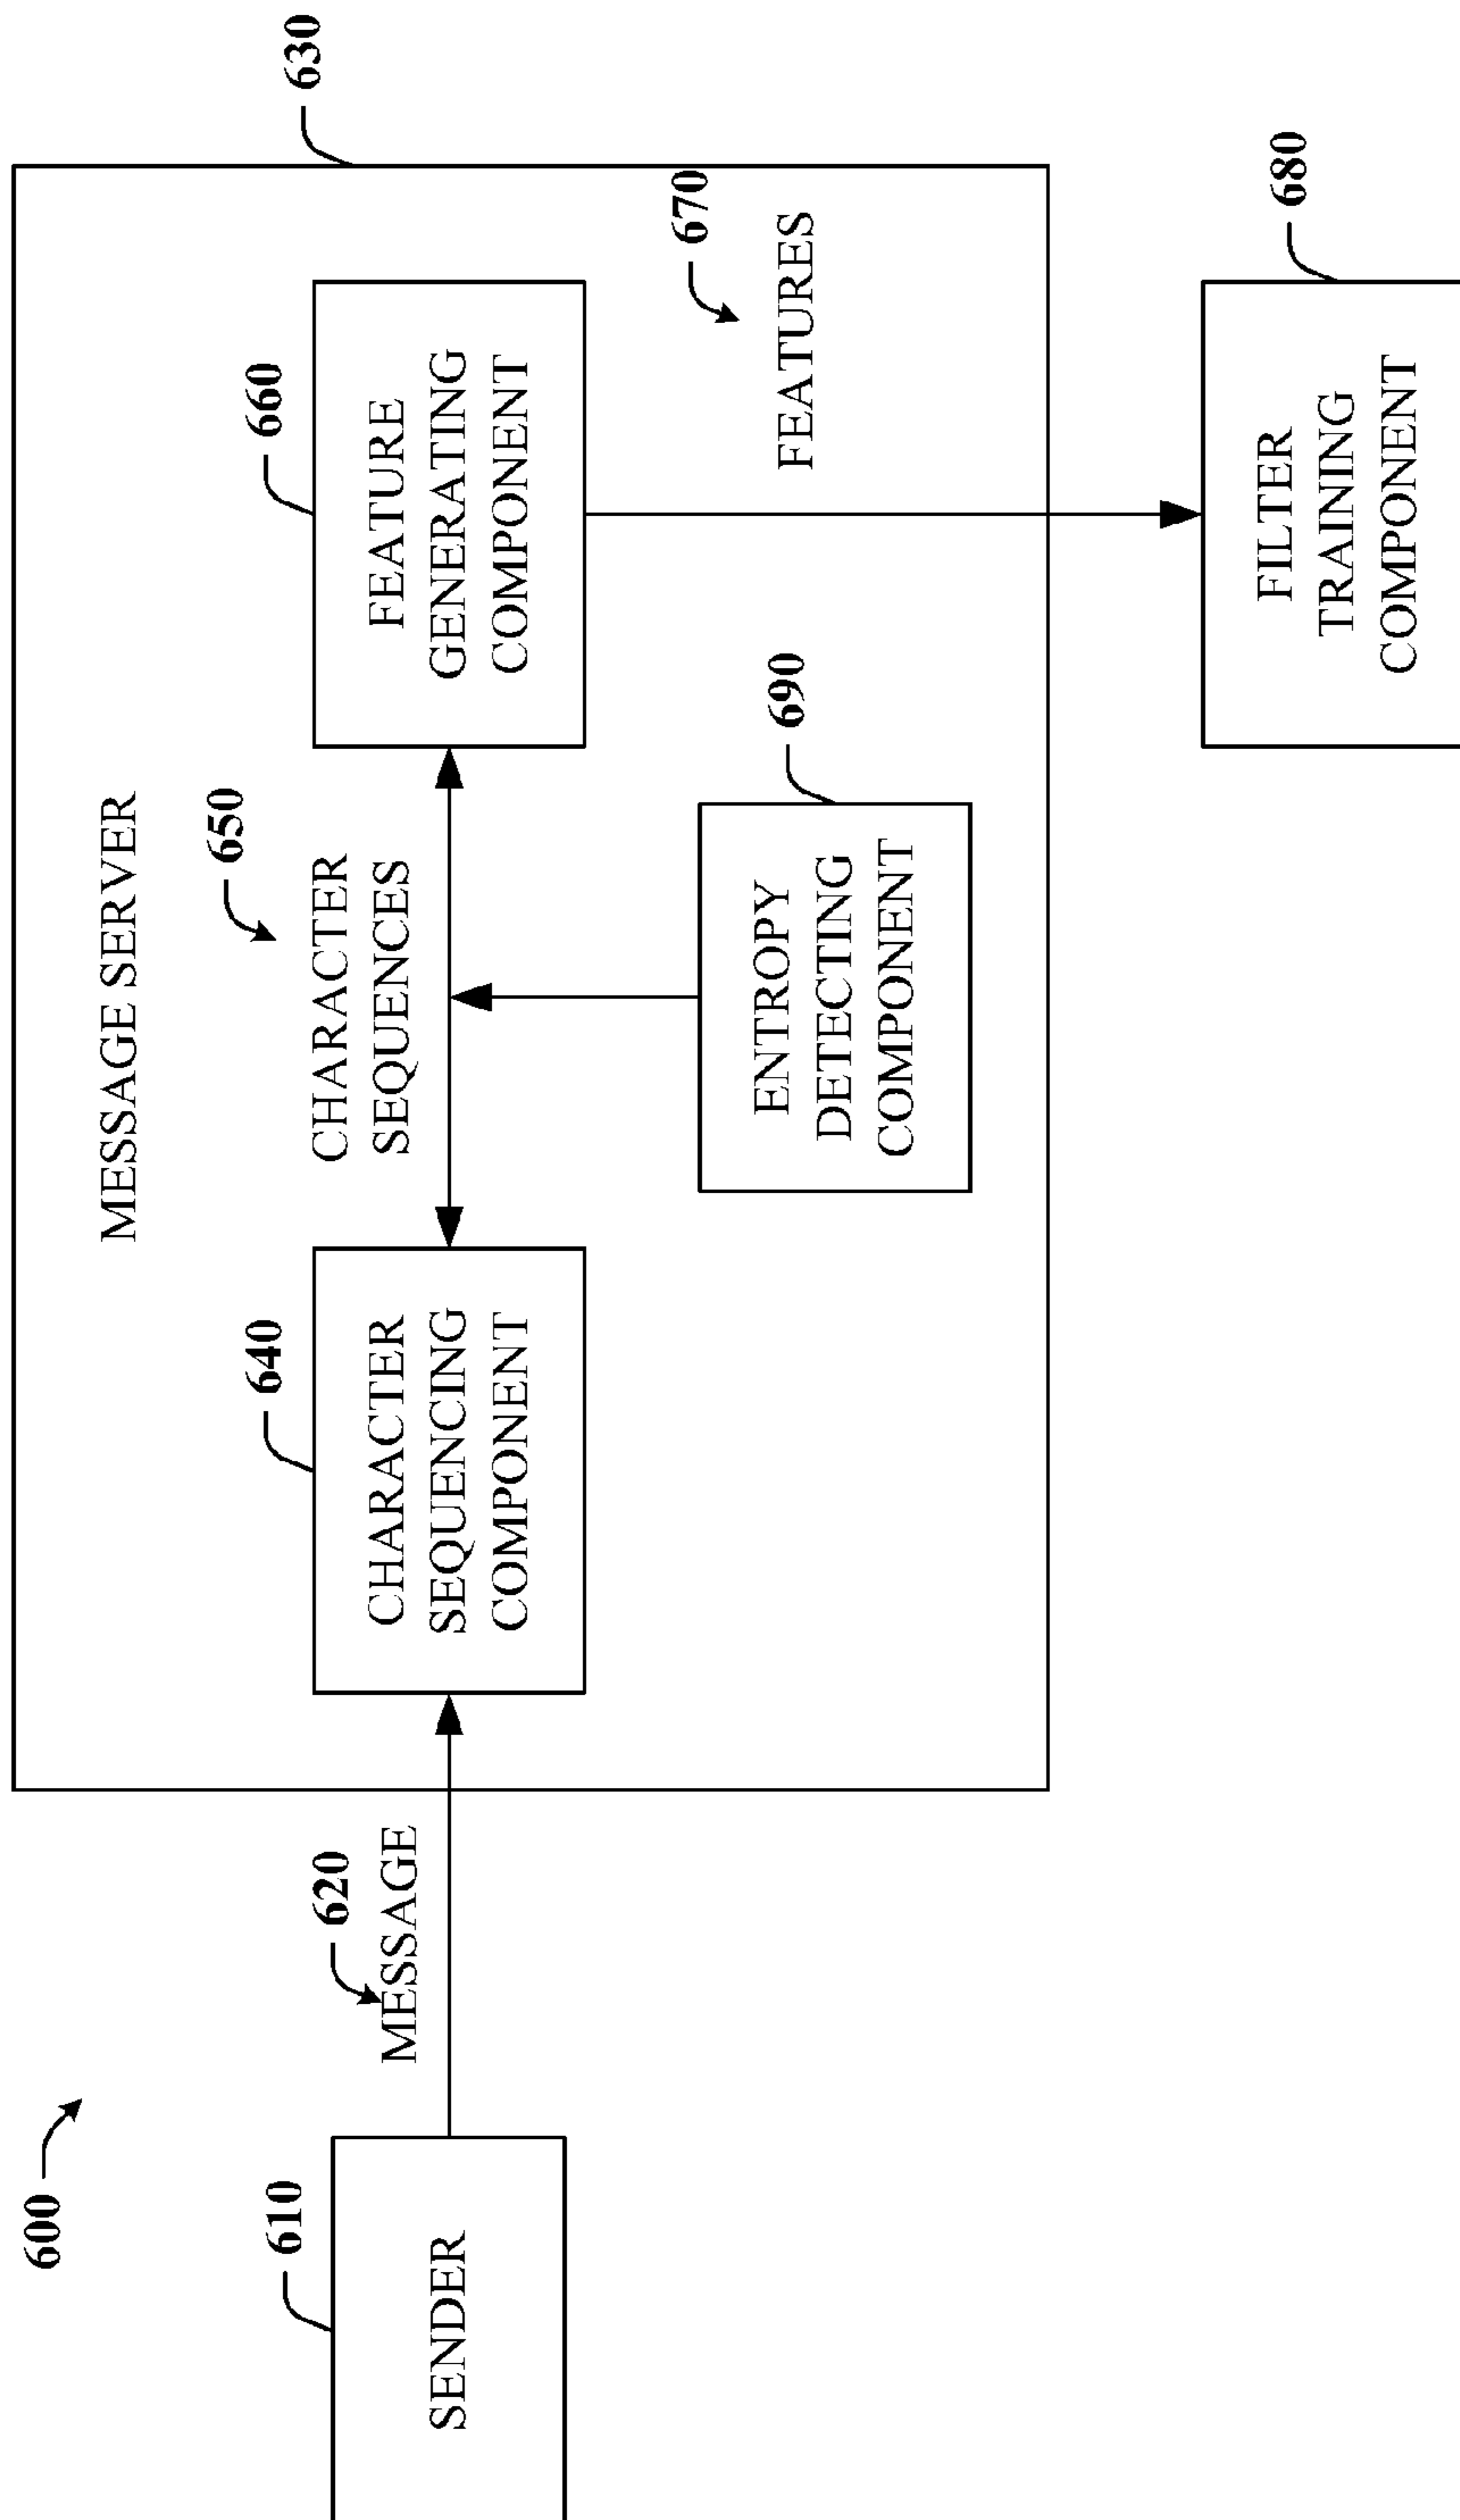 600
610
SENDER
620
MESSAGE
630
MESSAGE SERVER
640
CHARACTER
SEQUENCING
COMPONENT
650
CHARACTER
SEQUENCES
660
FEATURE
GENERATING
COMPONENT
690
ENTROPY
DETECTING
COMPONENT
670
FEATURES
680
FILTER
TRAINING
COMPONENT